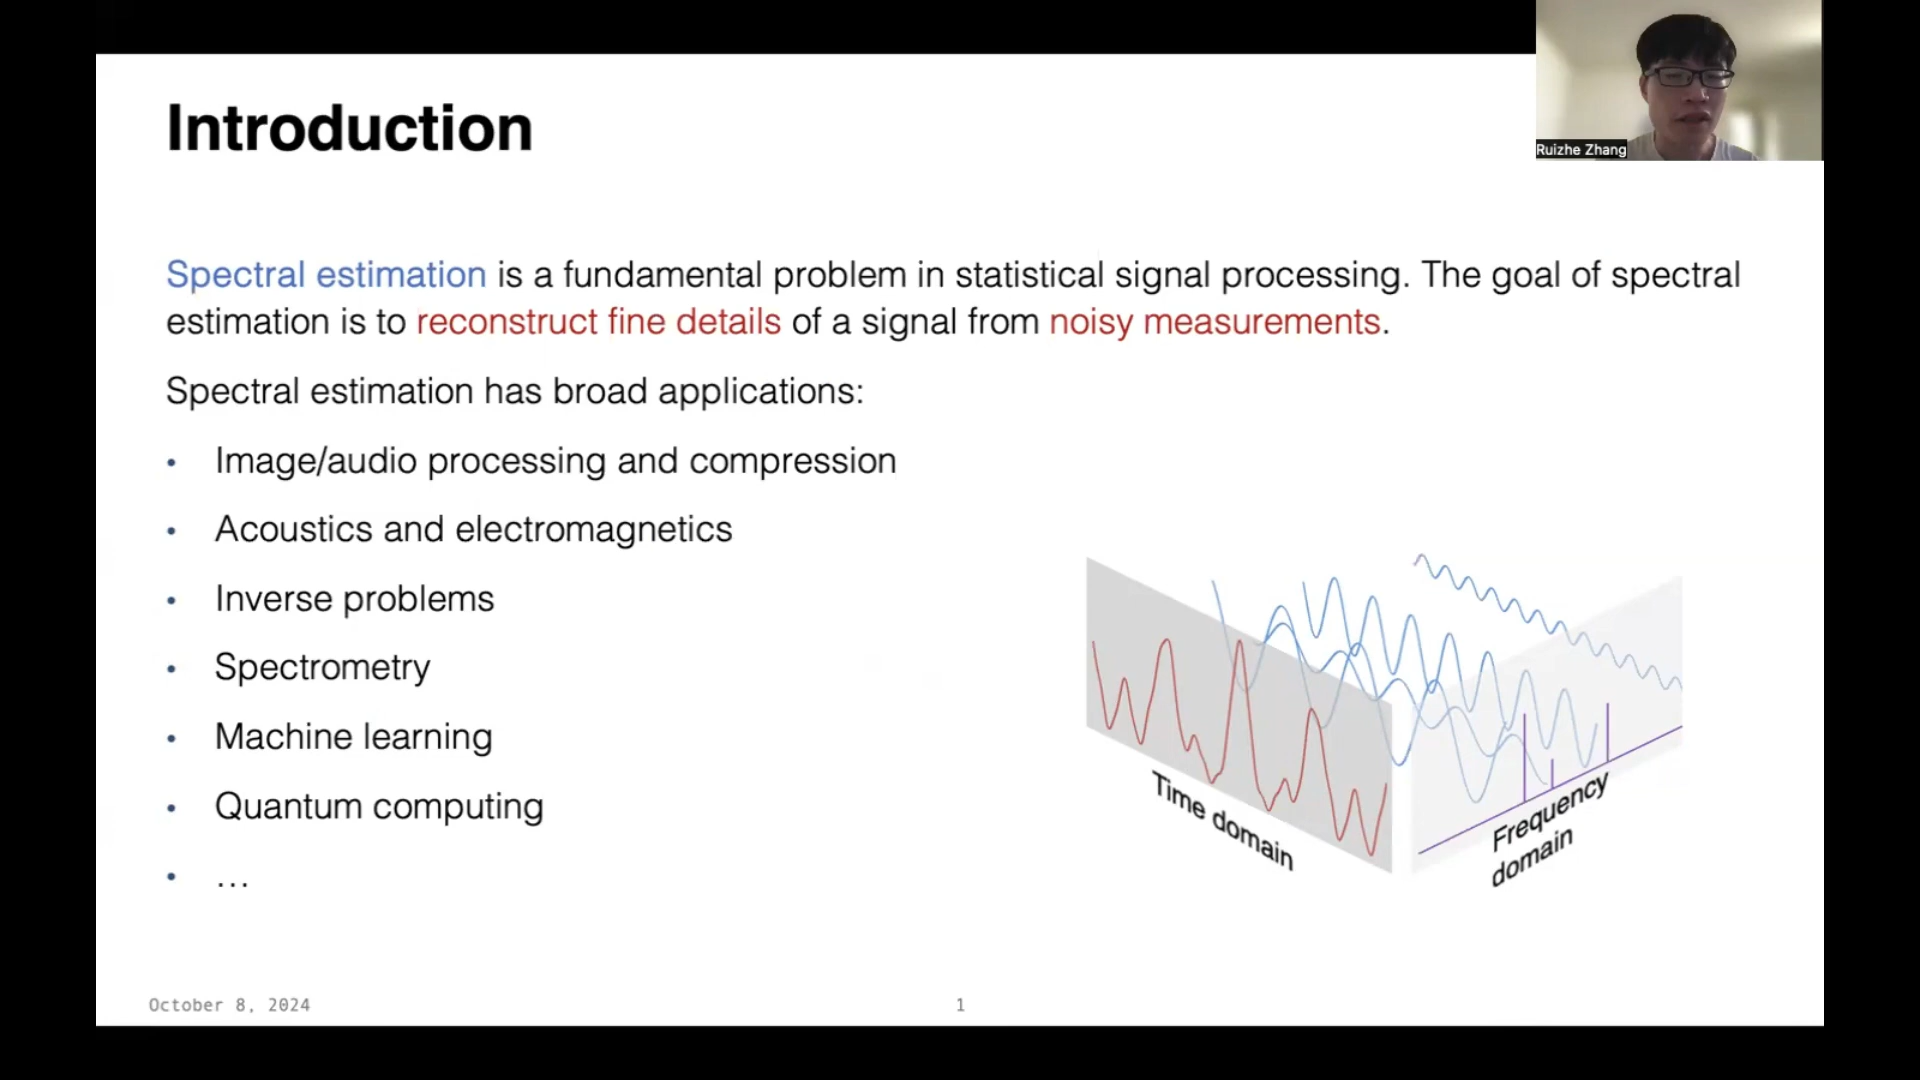 Introduction
Ruizhe Zhang
Spectral estimation is a fundamental problem in statistical signal processing. The goal of spectral
estimation is to reconstruct fine details of a signal from noisy measurements.
Spectral estimation has broad applications:
• Image/audio processing and compression
• Acoustics and electromagnetics
• Inverse problems
• Spectrometry
• Machine learning
• Quantum computing
• …
Time domain
Frequency
domain
October 8, 2024
1